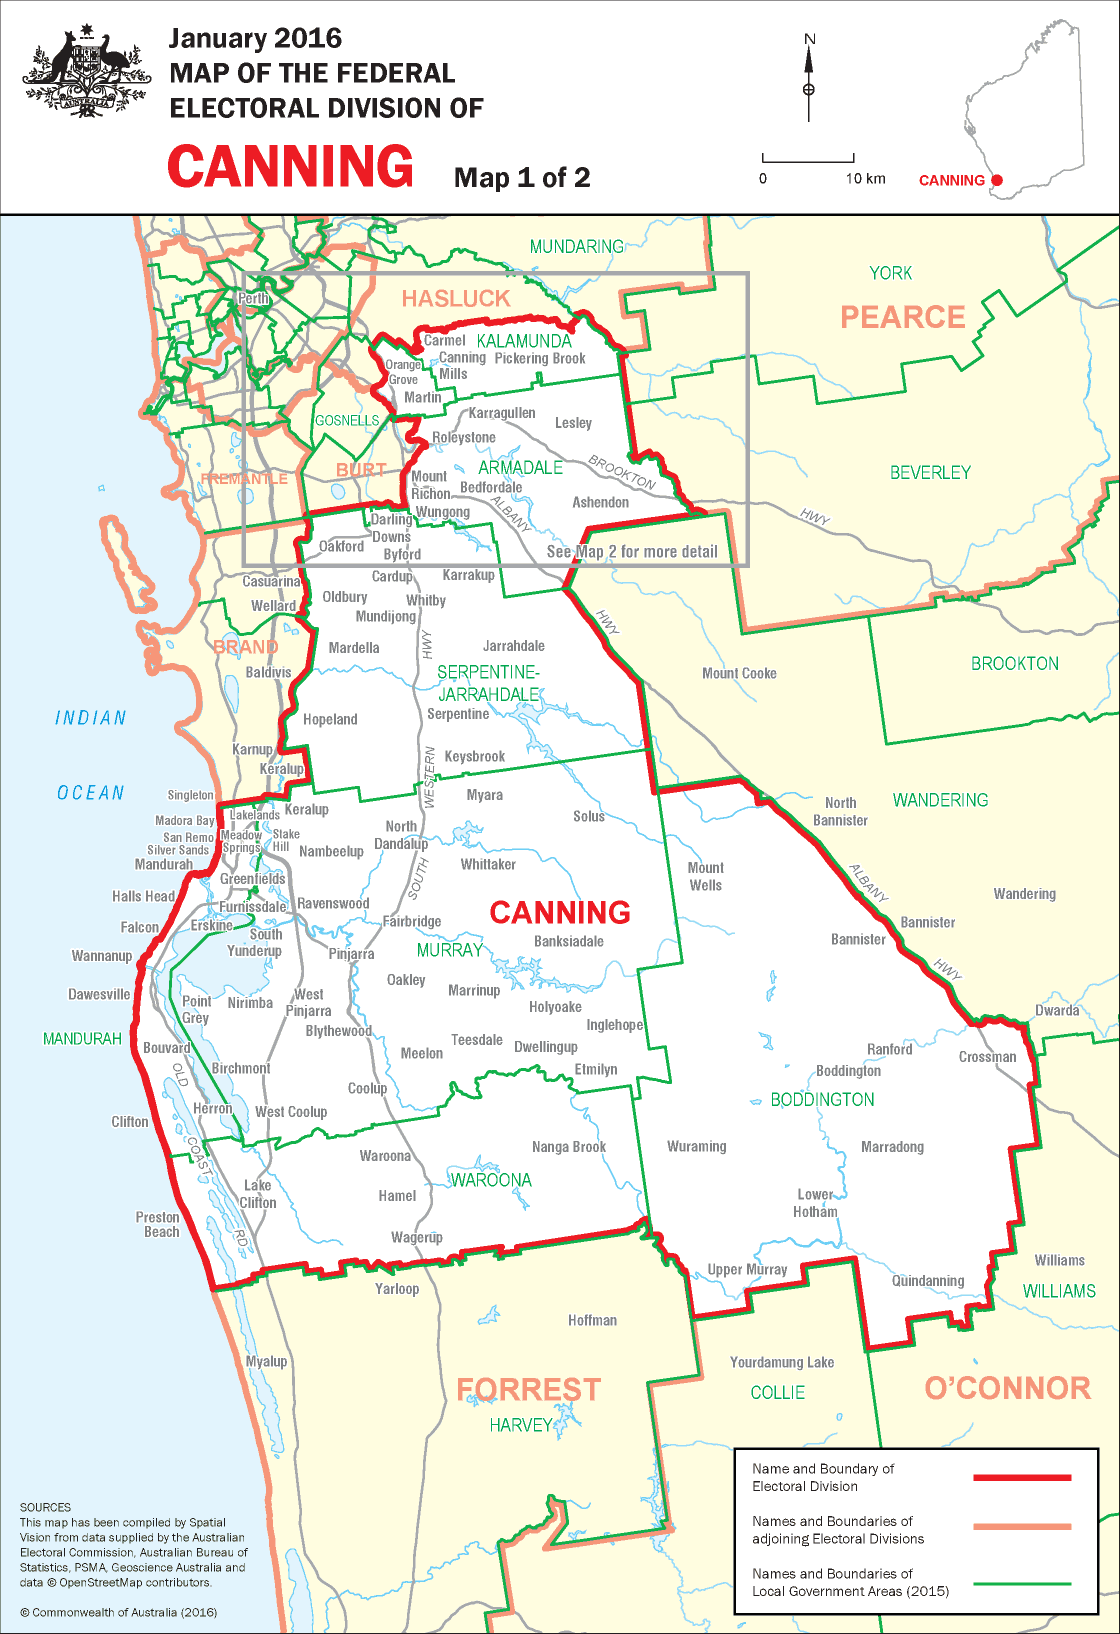 January 2016
MAP OF THE FEDERAL
ELECTORAL DIVISION OF
CANNING
Map 1 of 2
AUSTRALIA
N
0 10 km
CANNING
MUNDARING
YORK
PEARCE
HASLUCK
Perth
Carmel
KALAMUNDA
Canning
Mills
Pickering Brook
Orange
Grove
Martin
Karragullen
Lesley
GOSNELLS
Roleystone
BURT
FREMANTLE
ARMADALE
BROOKTON
HWY
BEVERLEY
Mount
Richon
Bedfordale
Ashendon
ALBANY
Wungong
Darling
Downs
Oakford
Byford
See Map 2 for more detail
Casuarina
Cardup
Karrakup
Wellard
Oldbury
Whitby
Mundijong
HWY
HWY
BRAND
Mardella
Jarrahdale
BROOKTON
Baldivis
SERPENTINE-
JARRAHDALE
Mount Cooke
INDIAN
OCEAN
Hopeland
Serpentine
Karnup
Keralup
Keysbrook
WESTERN
Singleton
Myara
Keralup
Lakelands
Madora Bay
San Remo
Silver Sands
Meadow
Springs
Stake
Hill
Mandurah
Nambeelup
North
Dandalup
Solus
North
Bannister
WANDERING
Whittaker
Mount
Wells
ALBANY
Wandering
Halls Head
Greenfields
SOUTH
Furnissdale
Ravenswood
CANNING
Falcon
Erskine
South
Yunderup
Fairbridge
Bannister
Bannister
Wannanup
Pinjarra
MURRAY
Banksiadale
HWY
Dawesville
Point
Grey
Nirimba
West
Pinjarra
Oakley
Marrinup
Holyoake
Inglehope
Dwarda
MANDURAH
Blythewood
Bouvard
Teesdale
Meelon
Dwellingup
Ranford
Crossman
OLD
Birchmont
Etmilyn
Boddington
Coolup
BODDINGTON
Clifton
Herron
West Coolup
COAST
Waroona
Nanga Brook
Wuraming
Marradong
Lake
Clifton
Hamel
WAROONA
Lower
Hotham
Preston
Beach
RD
Wagerup
Upper Murray
Quindanning
Williams
WILLIAMS
Yarloop
Hoffman
Myalup
Yourdamung Lake
COLLIE
FORREST
HARVEY
O'CONNOR
Name and Boundary of
Electoral Division
Names and Boundaries of
adjoining Electoral Divisions
Names and Boundaries of
Local Government Areas (2015)
SOURCES
This map has been compiled by Spatial
Vision from data supplied by the Australian
Electoral Commission, Australian Bureau of
Statistics, PSMA, Geoscience Australia and
data © OpenStreetMap contributors.
© Commonwealth of Australia (2016)